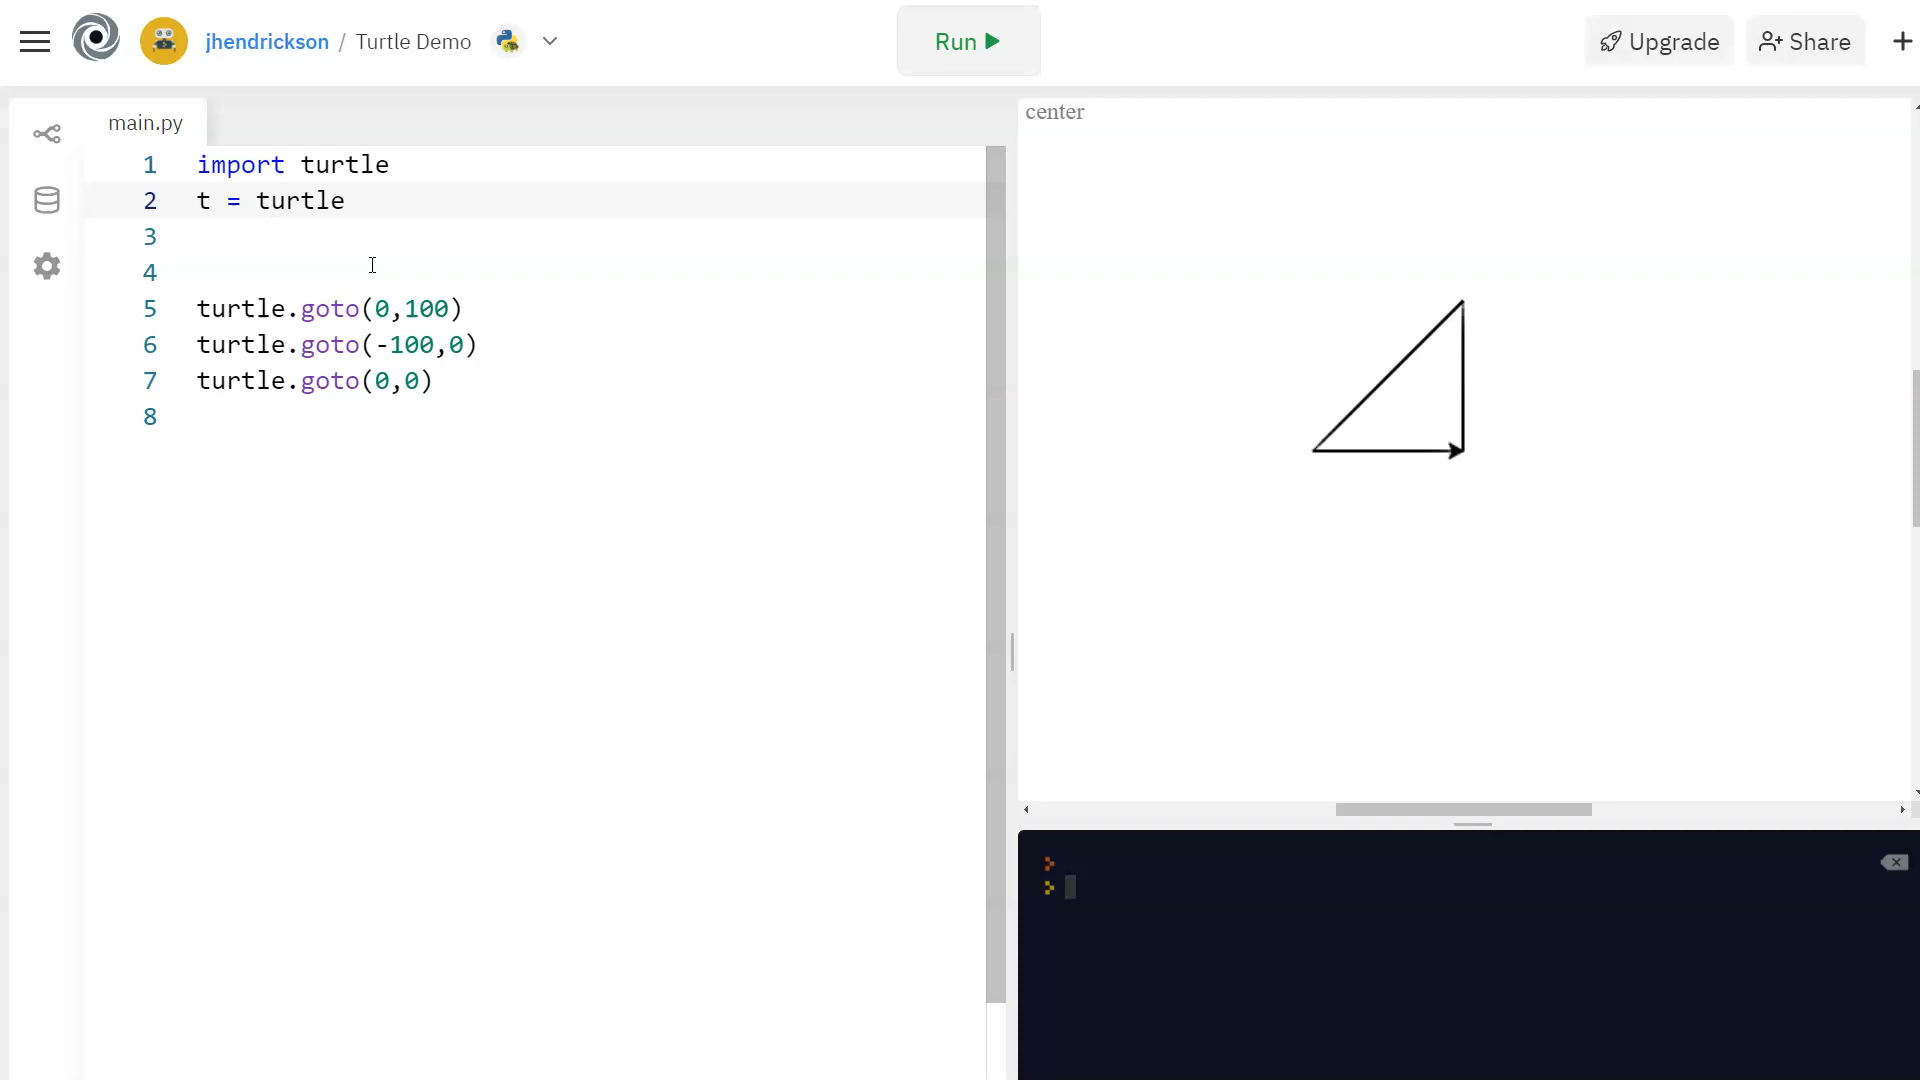 jhendrickson / Turtle Demo
Run
Upgrade
Share
main.py
1 import turtle
2 t = turtle
3
4
5 turtle.goto(0,100)
6 turtle.goto(-100,0)
7 turtle.goto(0,0)
8
center